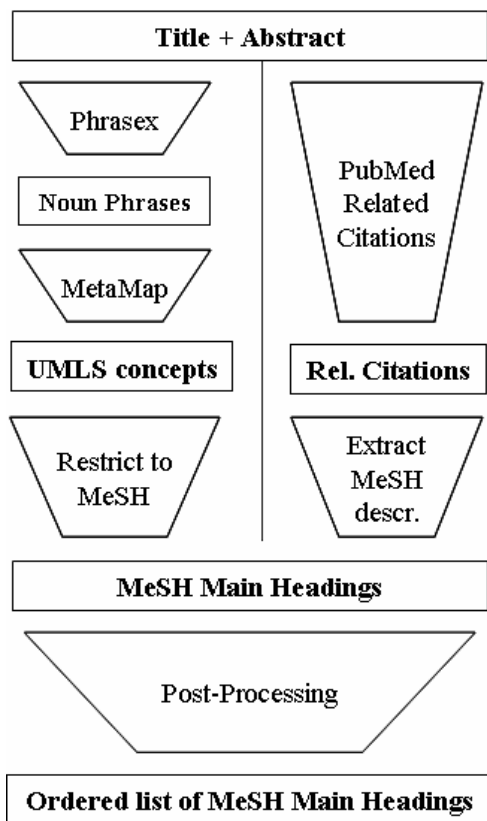 Title + Abstract
Phrasex
Noun Phrases
MetaMap
UMLS concepts
Restrict to
MeSH
PubMed
Related
Citations
Rel. Citations
Extract
MeSH
descr.
MeSH Main Headings
Post-Processing
Ordered list of MeSH Main Headings